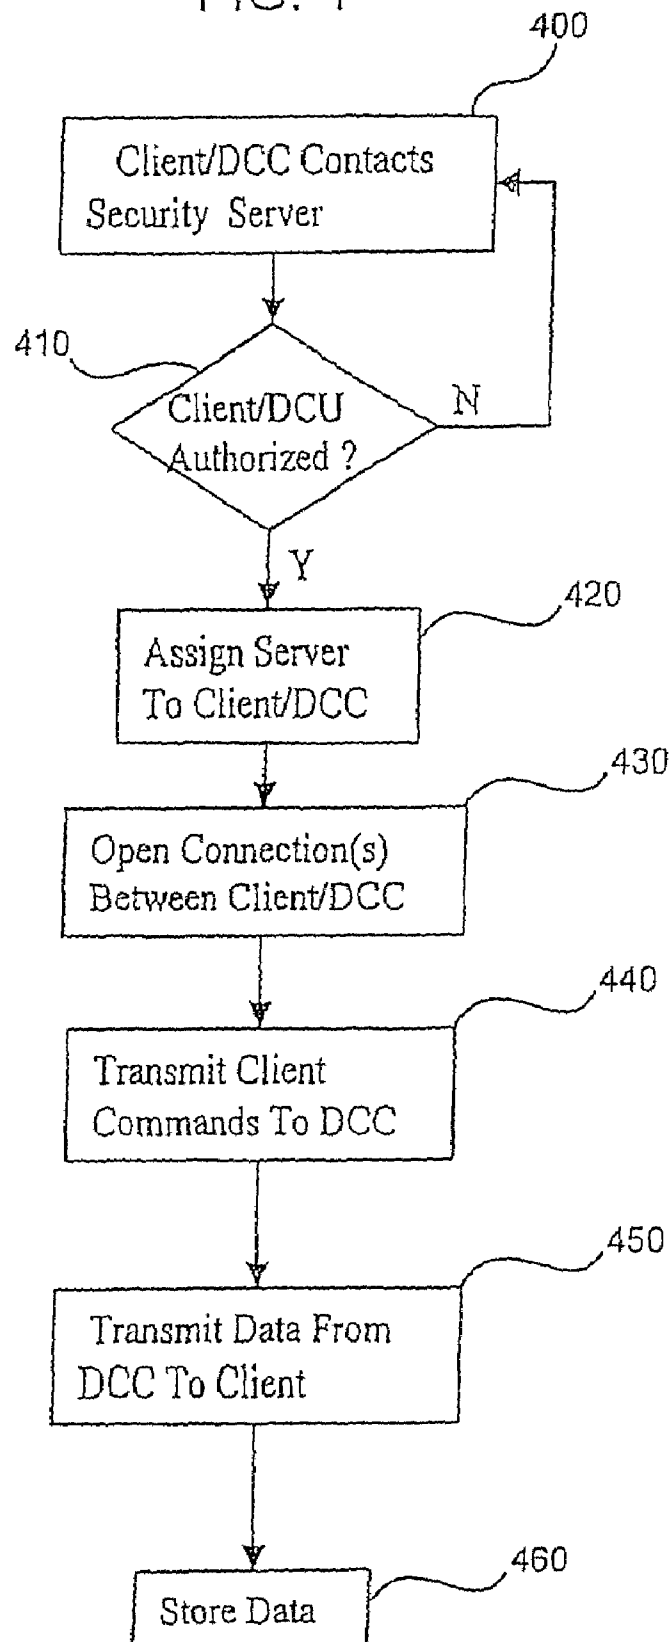 400
Client/DCC Contacts
Security Server
410
Client/DCU
Authorized ?
N
Y
420
Assign Server
To Client/DCC
430
Open Connection(s)
Between Client/DCC
440
Transmit Client
Commands To DCC
450
Transmit Data From
DCC To Client
460
Store Data